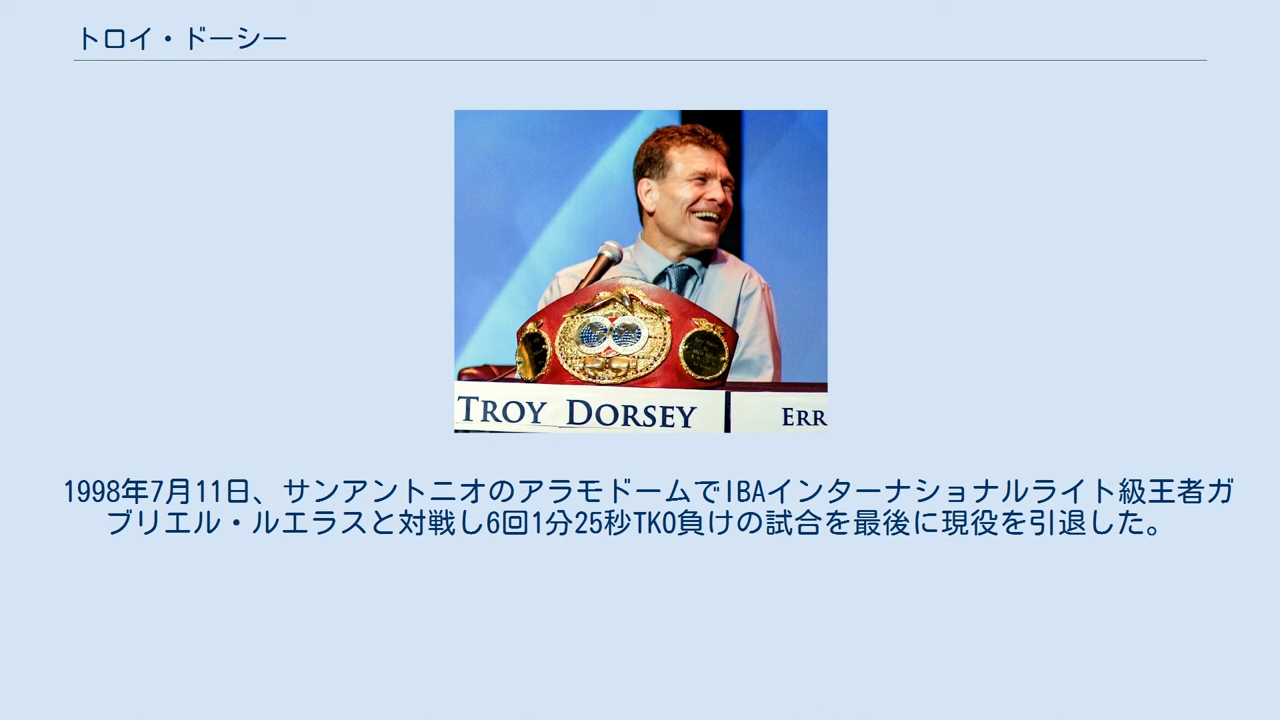 トロイ・ドーシー
TROY DORSEY
ERR
1998年7月11日、サンアントニオのアラモドームでIBAインターナショナルライト級王者ガ
ブリエル・ルエラスと対戦し6回1分25秒TKO負けの試合を最後に現役を引退した。